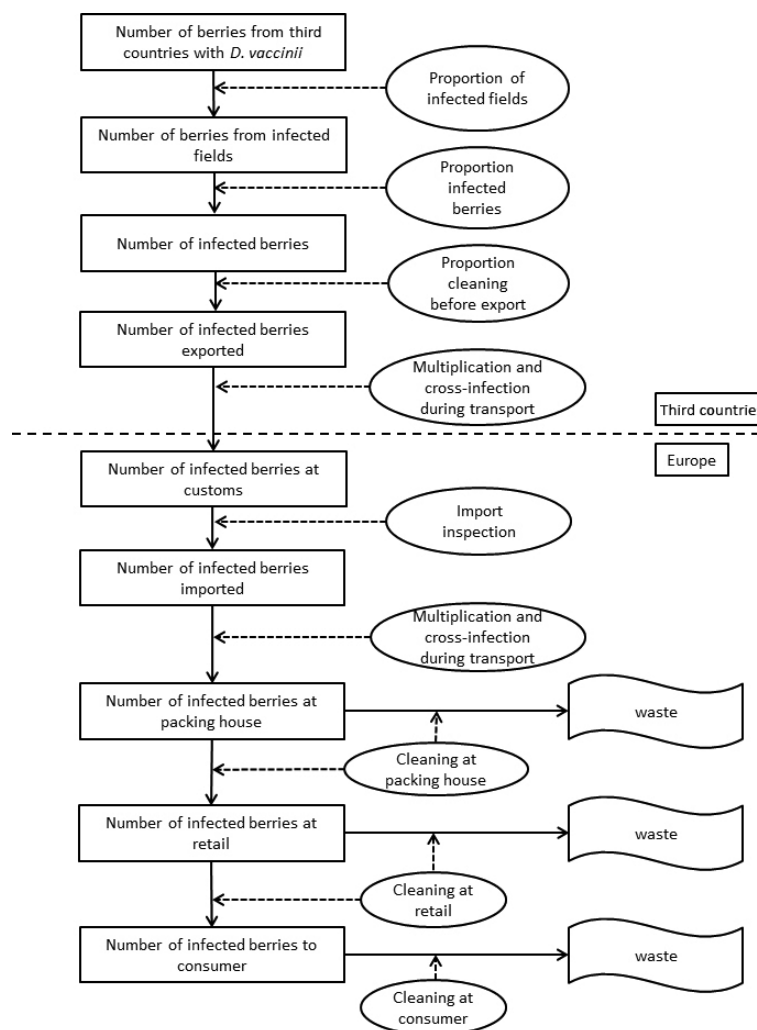 Number of berries from third
countries with D. vaccinii
Proportion of
infected fields
Number of berries from infected
fields
Proportion
infected
berries
Number of infected berries
Proportion
cleaning
before export
Number of infected berries
exported
Multiplication and
cross-infection
during transport
Third countrie
Europe
Number of infected berries at
customs
Import
inspection
Number of infected berries
imported
Multiplication and
cross-infection
during transport
Number of infected berries at
packing house
waste
Cleaning at
packing house
Number of infected berries at
retail
waste
Cleaning at
retail
Number of infected berries to
consumer
waste
Cleaning at
consumer